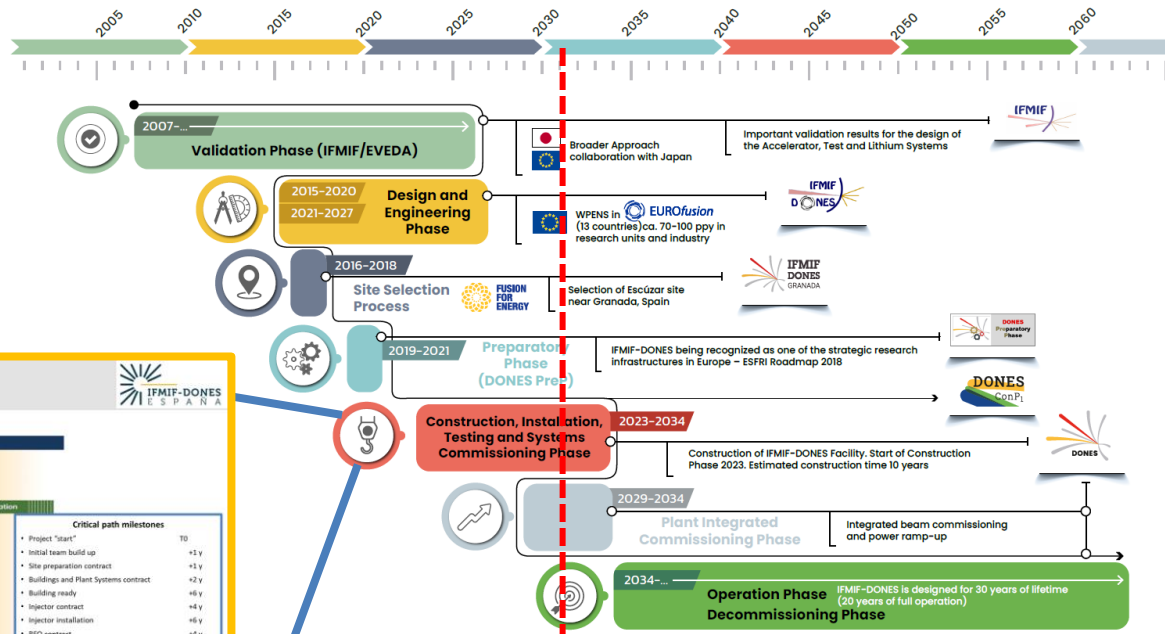 2005
2010
2015
2020
2025
2030
2035
2040
2045
2050
2055
2060
2007-...
Validation Phase (IFMIF/EVEDA)
Broader Approach
collaboration with Japan
Important validation results for the design of
the Accelerator, Test and Lithium Systems
IFMIF
2015-2020
2021-2027
Design and
Engineering
Phase
WPENS in EUROfusion
(13 countries)ca. 70-100 ppy in
research units and industry
IFMIF
DONES
2016-2018
Site Selection
Process
FUSION
FOR
ENERGY
Selection of Escúzar site
near Granada, Spain
IFMIF
DONES
GRANADA
2019-2021
Preparatory
Phase
(DONES PreP)
IFMIF-DONES being recognized as one of the strategic research
infrastructures in Europe – ESFRI Roadmap 2018
DONES
Preparatory
Phase
DONES
ConP1
Construction, Installation,
Testing and Systems
Commissioning Phase
2023-2034
Construction of IFMIF-DONES Facility. Start of Construction
Phase 2023. Estimated construction time 10 years
DONES
2029-2034
Plant Integrated
Commissioning Phase
Integrated beam commissioning
and power ramp-up
2034-...
Operation Phase
Decommissioning Phase
IFMIF-DONES is designed for 30 years of lifetime
(20 years of full operation)
IFMIF-DONES
ESPAÑA
Critical path milestones
• Project "start" T0
• Initial team build up +1 y
• Site preparation contract +1 y
• Buildings and Plant Systems contract +2 y
• Building ready +6 y
• Injector contract +4 y
• Injector installation +6 y